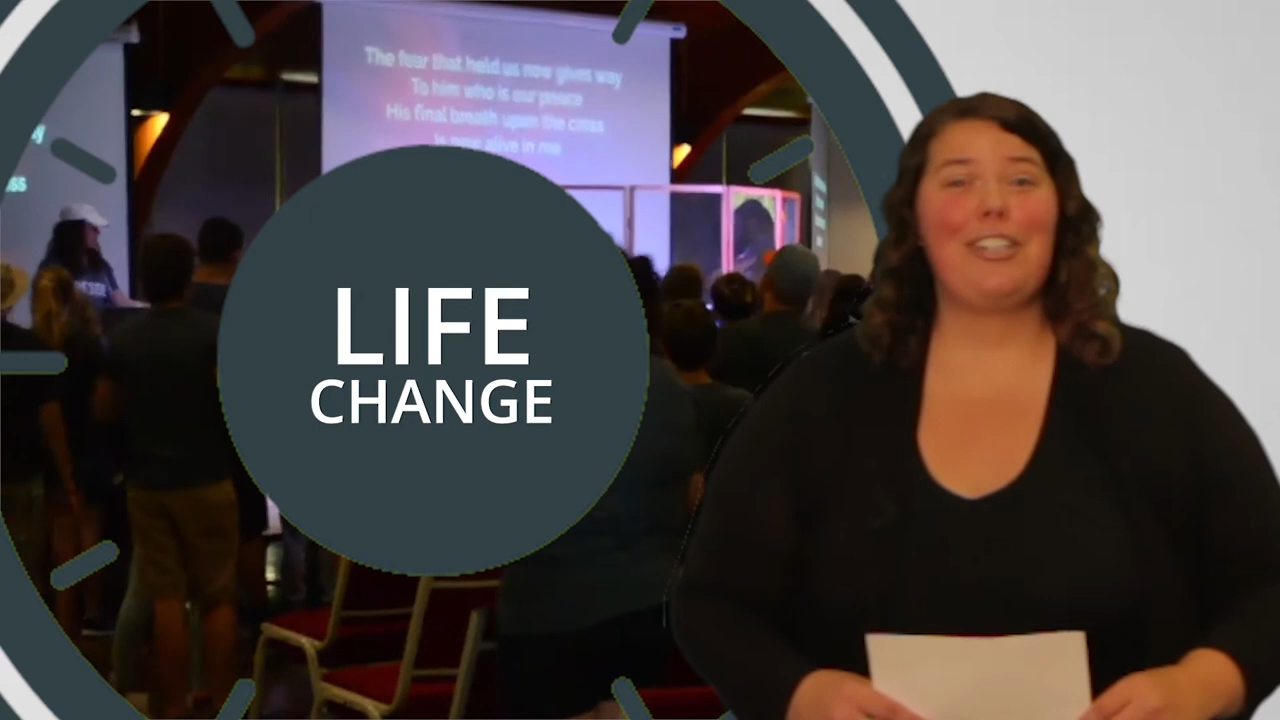 The fear that held us now gives way
To him who is our peace
His final breath upon the cross
Is now alive in me
LIFE
CHANGE